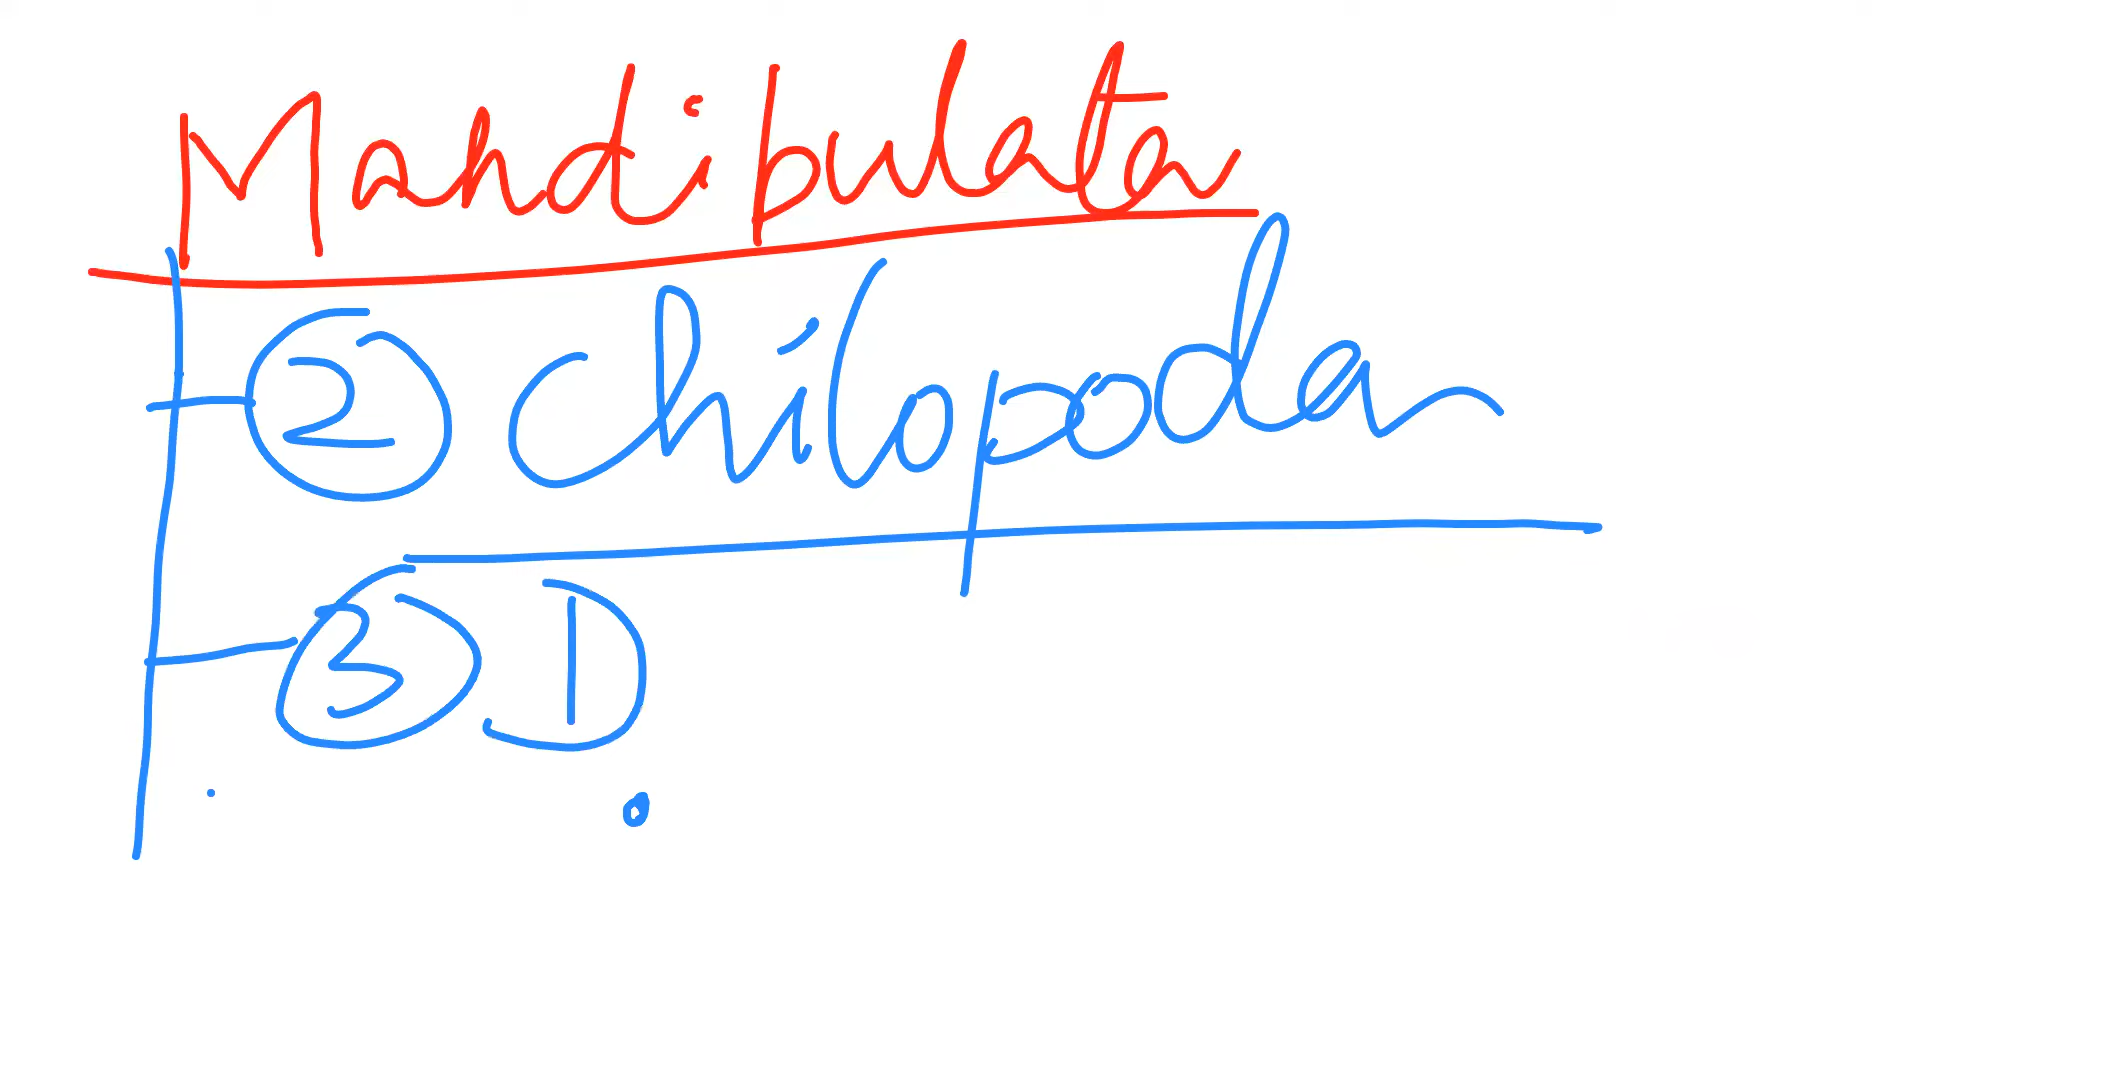 Mandibulata
② Chilopoda
③ D